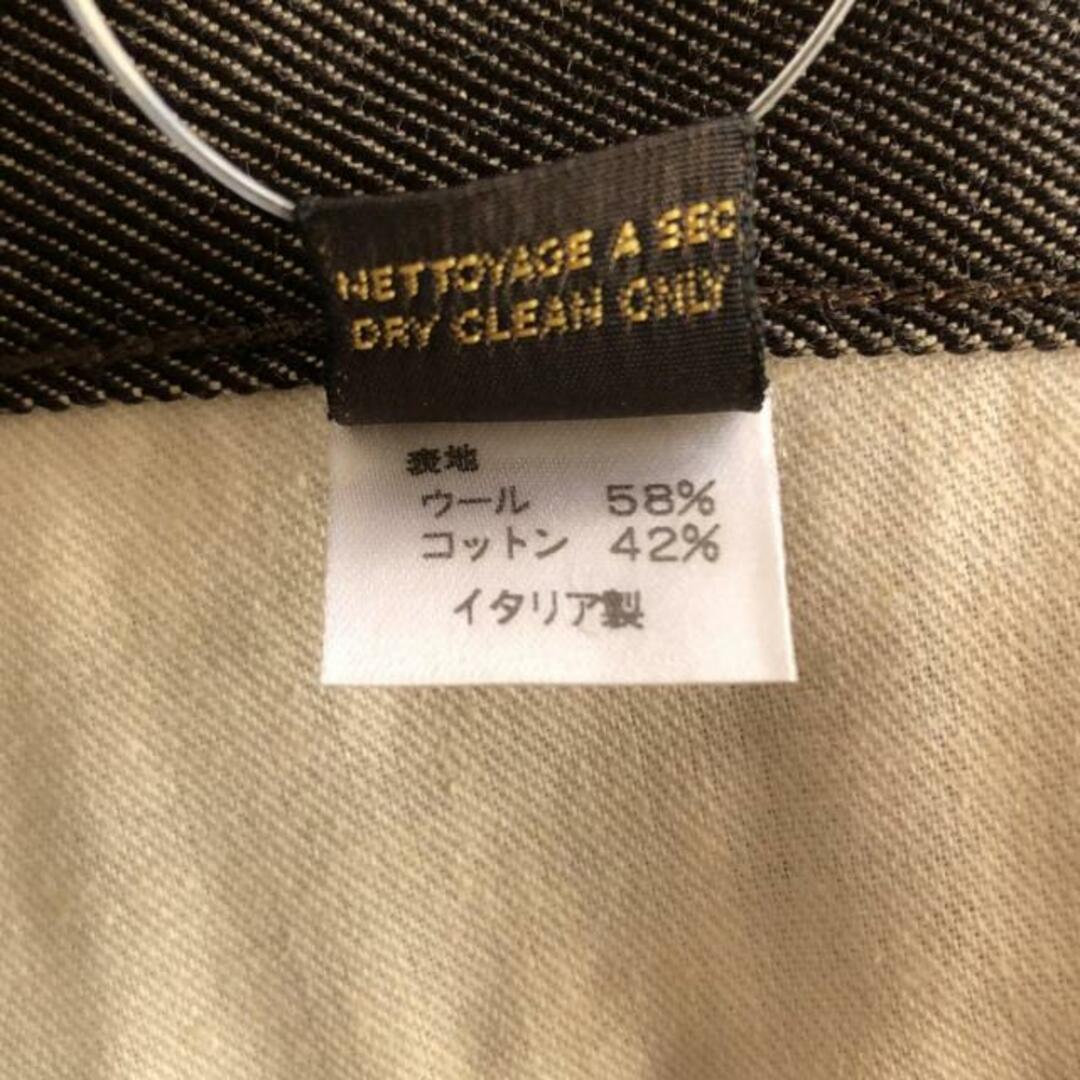 NETTOYAGE A SEC
DRY CLEAN ONLY
表地
ウール 58%
コットン 42%
イタリア製